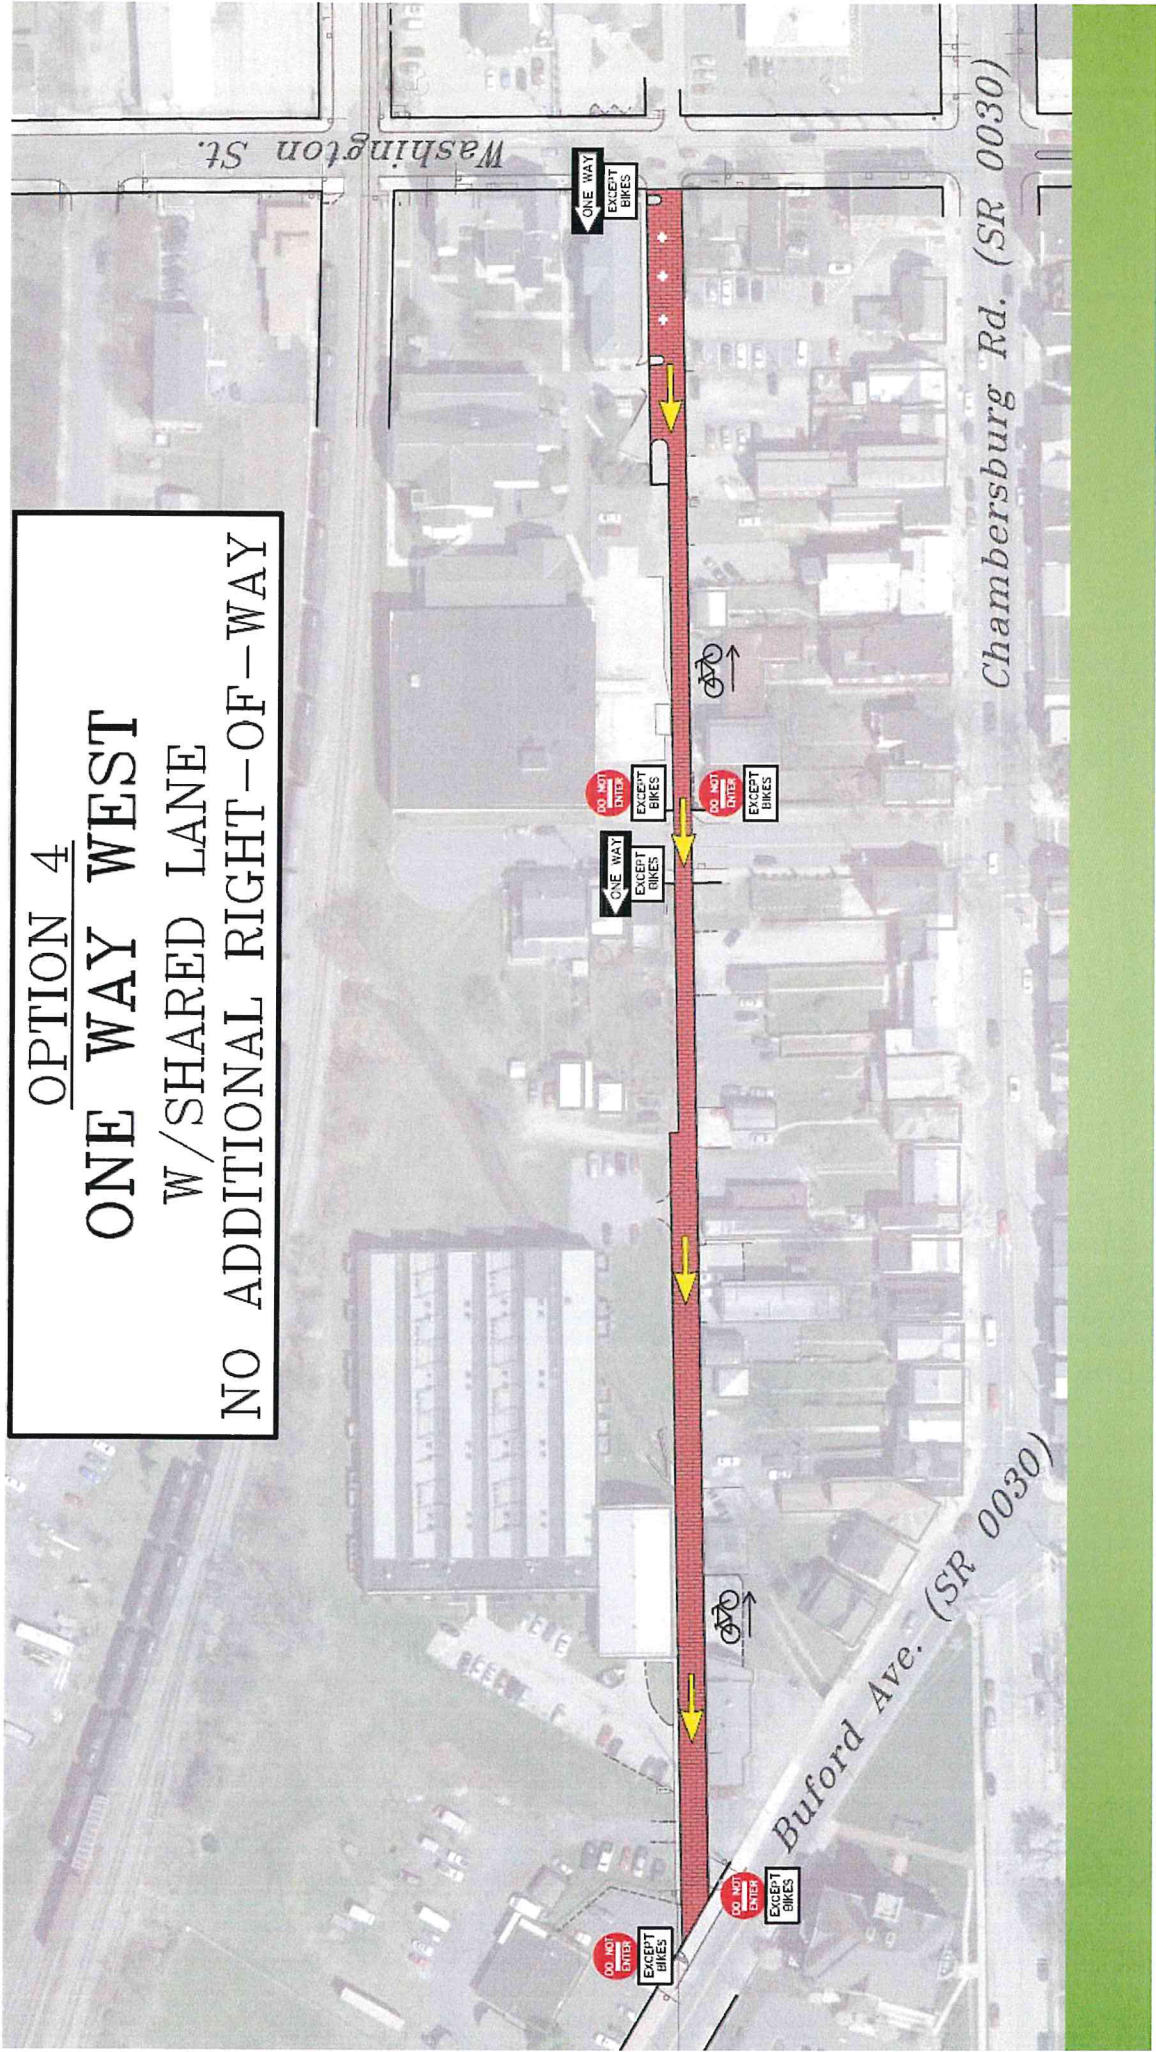 OPTION 4
ONE WAY WEST
W/SHARED LANE
NO ADDITIONAL RIGHT-OF-WAY
Washington St.
ONE WAY
EXCEPT
BIKES
DO NOT
ENTER
EXCEPT
BIKES
DO NOT
ENTER
EXCEPT
BIKES
ONE WAY
EXCEPT
BIKES
DO NOT
ENTER
EXCEPT
BIKES
DO NOT
ENTER
EXCEPT
BIKES
Chambersburg Rd. (SR 0030)
Buford Ave. (SR 0030)